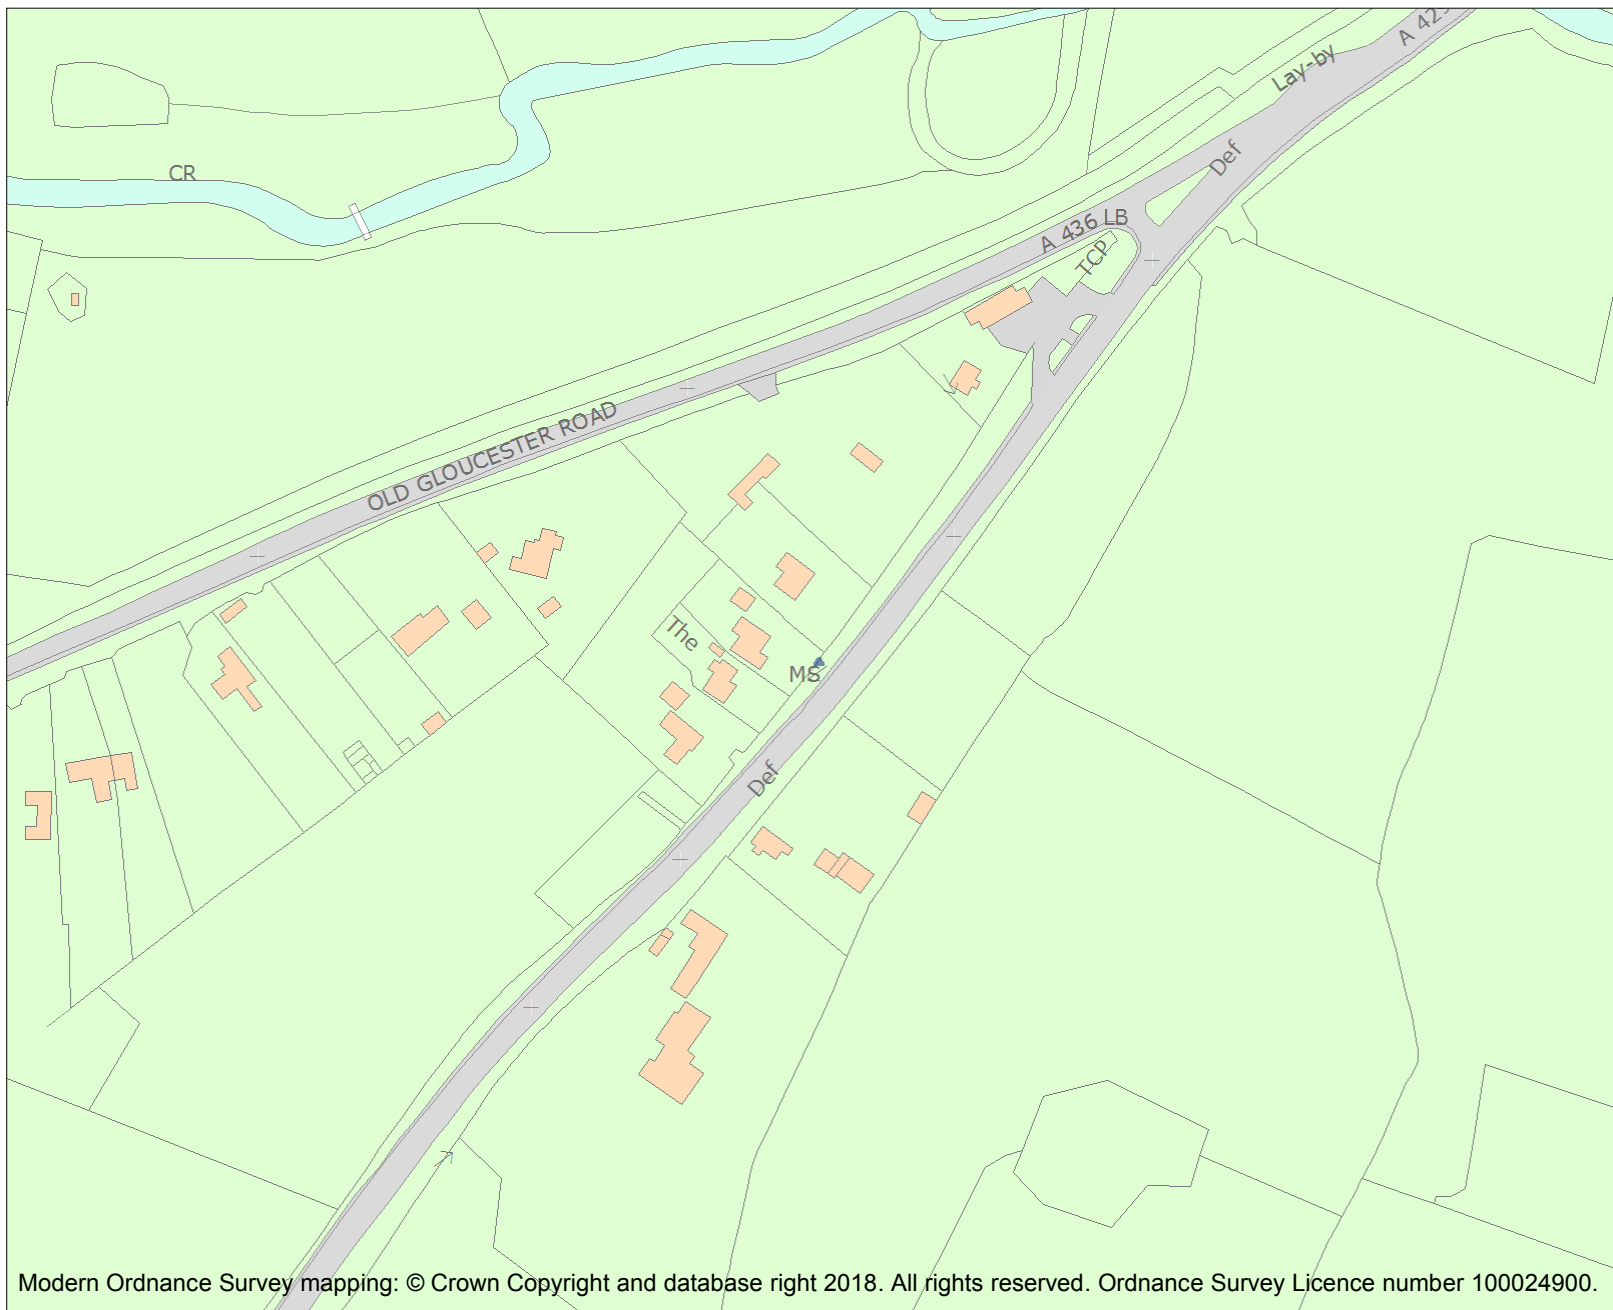 A 429
Lay-by
Def
CR
A 436 LB
TCP
OLD GLOUCESTER ROAD
The
MS
Def
Modern Ordnance Survey mapping: © Crown Copyright and database right 2018. All rights reserved. Ordnance Survey Licence number 100024900.